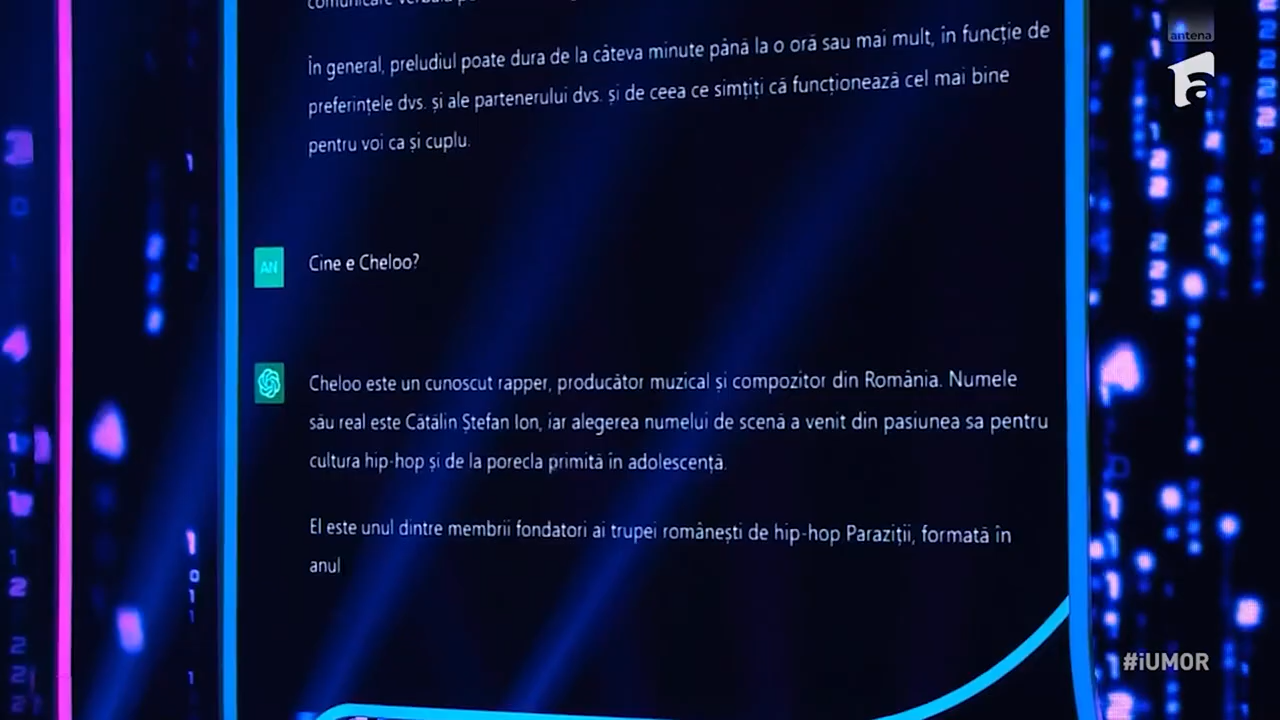 În general, preludiul poate dura de la câteva minute până la o oră sau mai mult, în funcție de
preferințele dvs. și ale partenerului dvs. și de ceea ce simțiți că funcționează cel mai bine
pentru voi ca și cuplu.
AN
Cine e Cheloo?
Cheloo este un cunoscut rapper, producător muzical și compozitor din România. Numele
său real este Cătălin Ștefan Ion, iar alegerea numelui de scenă a venit din pasiunea sa pentru
cultura hip-hop și de la porecla primită în adolescență.
El este unul dintre membrii fondatori ai trupei românești de hip-hop Paraziții, formată în
anul
antena
#iUMOR